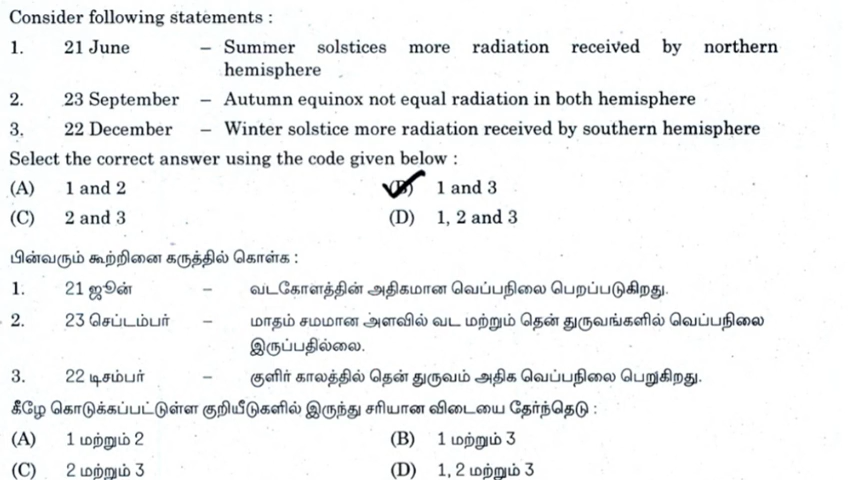 Consider following statements :
1. 21 June – Summer solstices more radiation received by northern
hemisphere
2. 23 September – Autumn equinox not equal radiation in both hemisphere
3. 22 December – Winter solstice more radiation received by southern hemisphere
Select the correct answer using the code given below :
(A) 1 and 2 (B) 1 and 3
(C) 2 and 3 (D) 1, 2 and 3
பின்வரும் கூற்றினை கருத்தில் கொள்க :
1. 21 ஜூன் – வடகோளத்தின் அதிகமான வெப்பநிலை பெறப்படுகிறது.
2. 23 செப்டம்பர் – மாதம் சமமான அளவில் வட மற்றும் தென் துருவங்களில் வெப்பநிலை
இருப்பதில்லை.
3. 22 டிசம்பர் – குளிர் காலத்தில் தென் துருவம் அதிக வெப்பநிலை பெறுகிறது.
கீழே கொடுக்கப்பட்டுள்ள குறியீடுகளில் இருந்து சரியான விடையை தேர்ந்தெடு :
(A) 1 மற்றும் 2 (B) 1 மற்றும் 3
(C) 2 மற்றும் 3 (D) 1, 2 மற்றும் 3